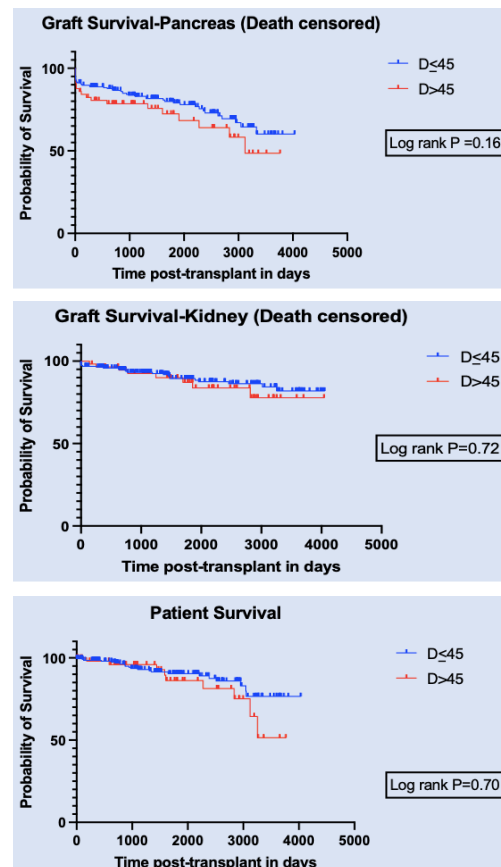 Graft Survival-Pancreas (Death censored)
Probability of Survival
100
50
0
0 1000 2000 3000 4000 5000
Time post-transplant in days
D≤45
D>45
Log rank P =0.16
Graft Survival-Kidney (Death censored)
Probability of Survival
100
50
0
0 1000 2000 3000 4000 5000
Time post-transplant in days
D≤45
D>45
Log rank P=0.72
Patient Survival
Probability of Survival
100
50
0
0 1000 2000 3000 4000 5000
Time post-transplant in days
D≤45
D>45
Log rank P=0.70